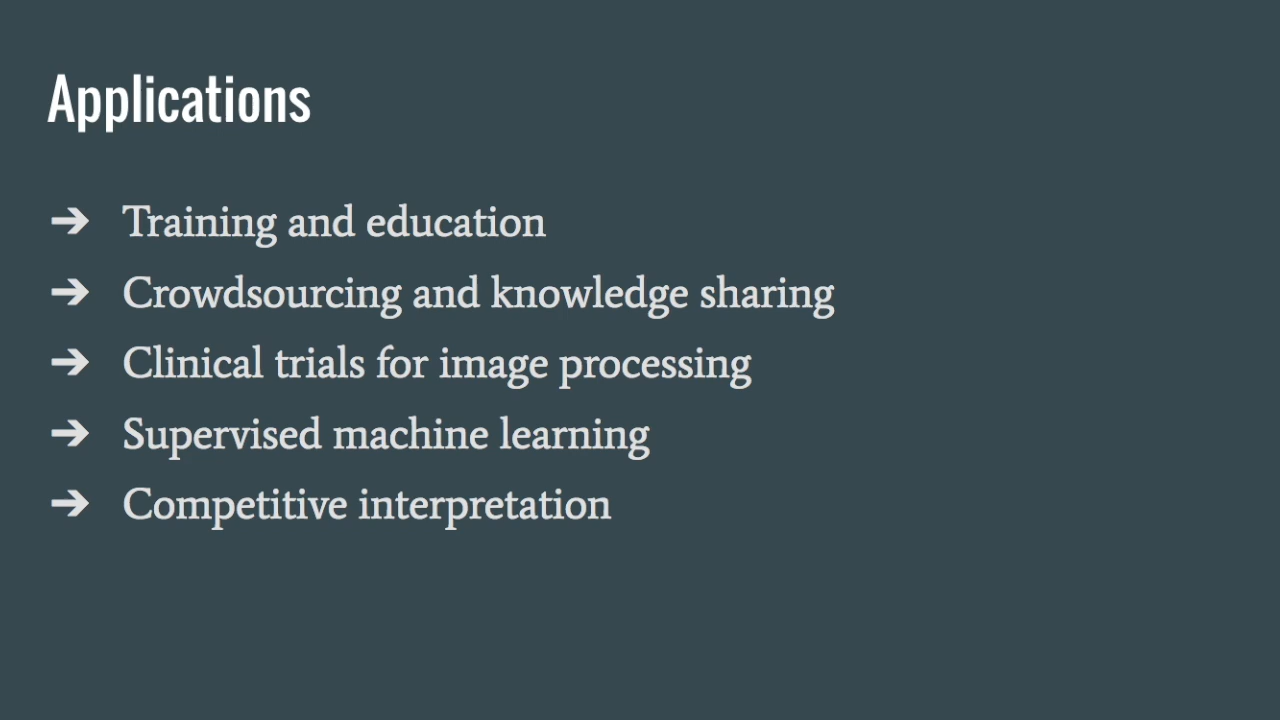 Applications
➔ Training and education
➔ Crowdsourcing and knowledge sharing
➔ Clinical trials for image processing
➔ Supervised machine learning
➔ Competitive interpretation